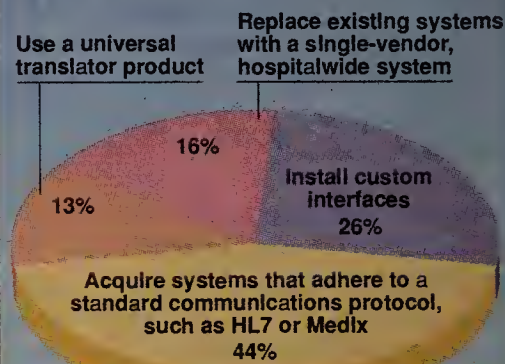 Use a universal
translator product
Replace existing systems
with a single-vendor,
hospitalwide system
16%
13%
Install custom
interfaces
26%
Acquire systems that adhere to a
standard communications protocol,
such as HL7 or Medix
44%